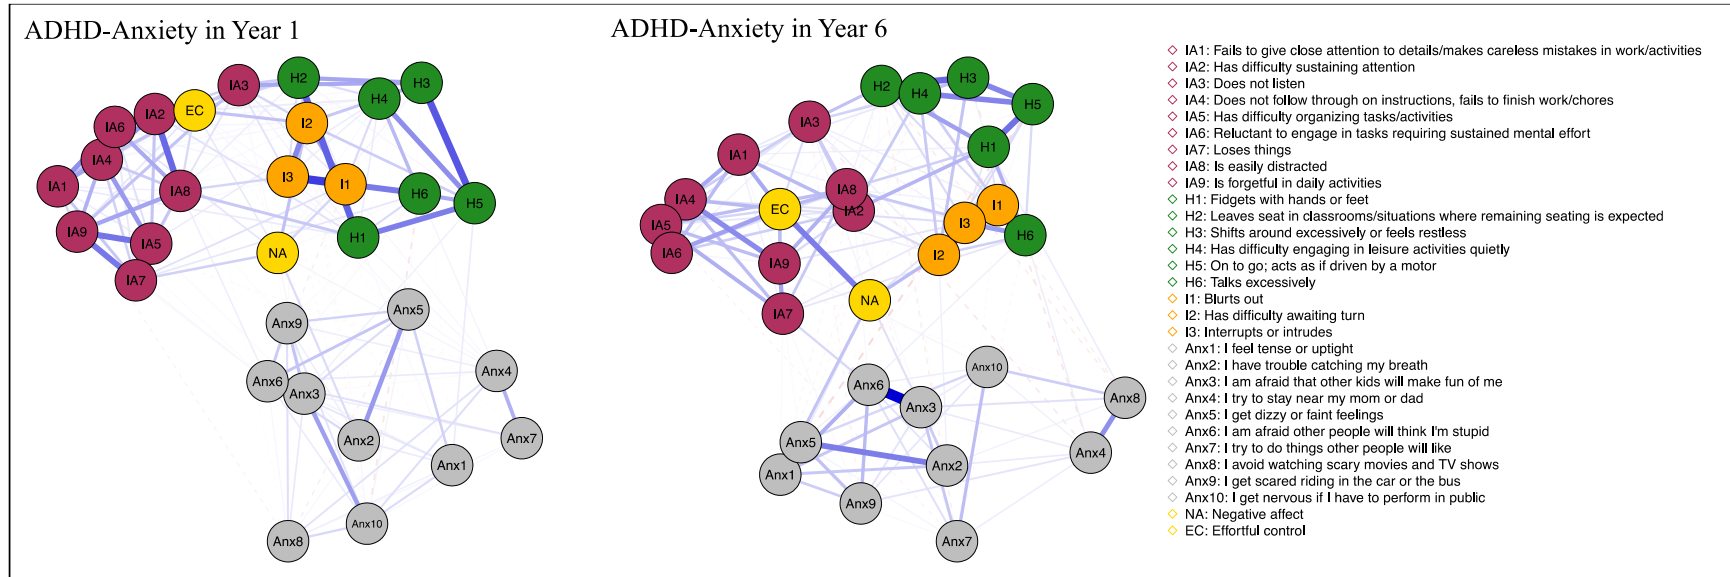 ADHD-Anxiety in Year 1
IA3
H2
H3
H4
IA2
EC
IA6
I2
IA4
IA1
IA8
I3
I1
H6
H5
IA9
IA5
H1
NA
IA7
Anx9
Anx5
Anx6
Anx3
Anx4
Anx2
Anx7
Anx1
Anx10
Anx8
ADHD-Anxiety in Year 6
H2
H4
H3
H5
IA3
H1
IA1
IA8
IA4
EC
IA2
I1
IA5
I3
H6
IA6
IA9
I2
NA
IA7
Anx6
Anx10
Anx3
Anx8
Anx5
Anx4
Anx1
Anx2
Anx9
Anx7
IA1: Fails to give close attention to details/makes careless mistakes in work/activities
IA2: Has difficulty sustaining attention
IA3: Does not listen
IA4: Does not follow through on instructions, fails to finish work/chores
IA5: Has difficulty organizing tasks/activities
IA6: Reluctant to engage in tasks requiring sustained mental effort
IA7: Loses things
IA8: Is easily distracted
IA9: Is forgetful in daily activities
H1: Fidgets with hands or feet
H2: Leaves seat in classrooms/situations where remaining seating is expected
H3: Shifts around excessively or feels restless
H4: Has difficulty engaging in leisure activities quietly
H5: On to go; acts as if driven by a motor
H6: Talks excessively
I1: Blurts out
I2: Has difficulty awaiting turn
I3: Interrupts or intrudes
Anx1: I feel tense or uptight
Anx2: I have trouble catching my breath
Anx3: I am afraid that other kids will make fun of me
Anx4: I try to stay near my mom or dad
Anx5: I get dizzy or faint feelings
Anx6: I am afraid other people will think I'm stupid
Anx7: I try to do things other people will like
Anx8: I avoid watching scary movies and TV shows
Anx9: I get scared riding in the car or the bus
Anx10: I get nervous if I have to perform in public
NA: Negative affect
EC: Effortful control